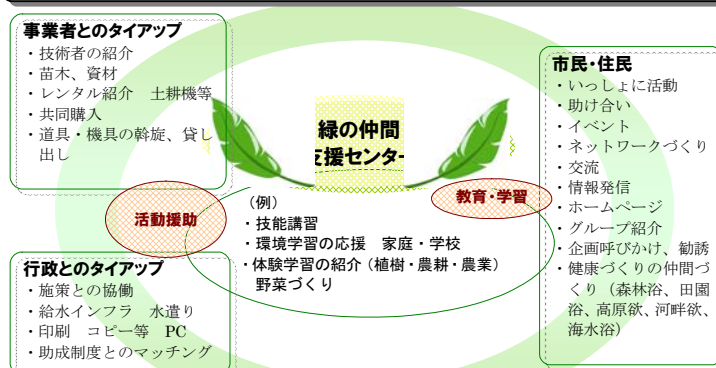 事業者とのタイアップ
・技術者の紹介
・苗木、資材
・レンタル紹介　土耕機等
・共同購入
・道具・機具の斡旋、貸し
出し
緑の仲間
支援センター
市民・住民
・いっしょに活動
・助け合い
・イベント
・ネットワークづくり
・交流
・情報発信
・ホームページ
・グループ紹介
・企画呼びかけ、勧誘
・健康づくりの仲間づ
くり（森林浴、田園
浴、高原欲、河畔欲、
海水浴）
活動援助
教育・学習
（例）
・技能講習
・環境学習の応援　家庭・学校
・体験学習の紹介（植樹・農耕・農業）
野菜づくり
行政とのタイアップ
・施策との協働
・給水インフラ　水遣り
・印刷　コピー等　PC
・助成制度とのマッチング